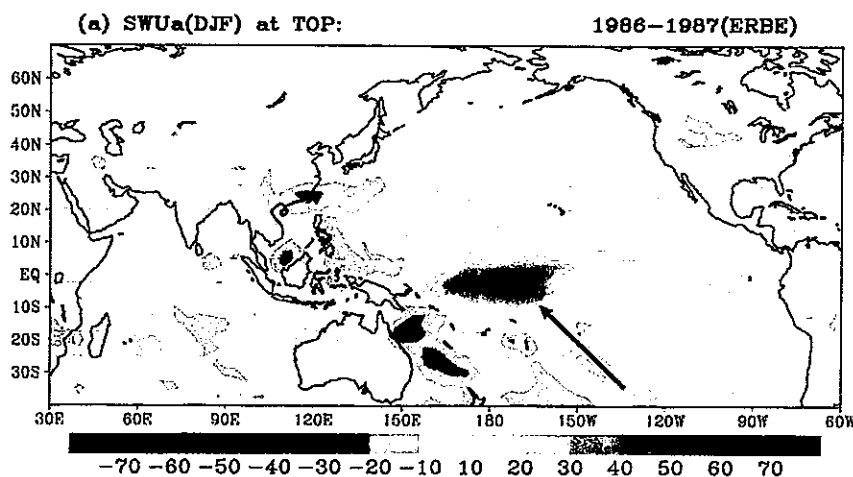 (a) SWUa(DJF) at TOP: 1986-1987(ERBE)
60N
50N
40N
30N
20N
10N
EQ
10S
20S
30S
30E 60E 90E 120E 150E 180 150W 120W 90W 60W
-70 -60 -50 -40 -30 -20 -10 10 20 30 40 50 60 70